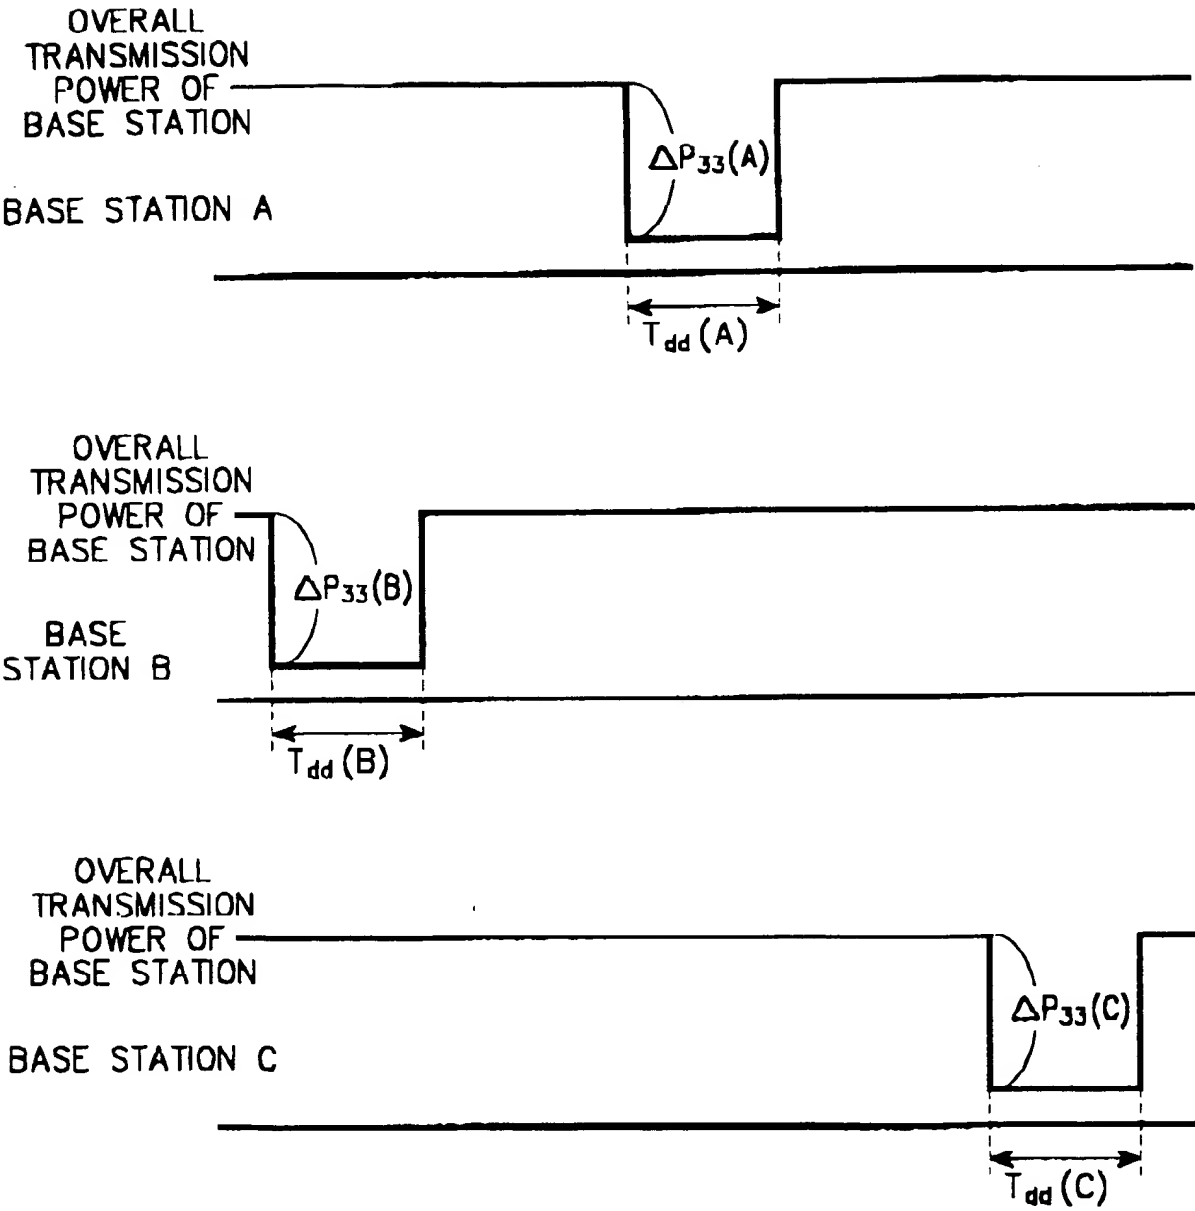 OVERALL
TRANSMISSION
POWER OF
BASE STATION
ΔP33(A)
BASE STATION A
Tdd(A)
OVERALL
TRANSMISSION
POWER OF
BASE STATION
ΔP33(B)
BASE
STATION B
Tdd(B)
OVERALL
TRANSMISSION
POWER OF
BASE STATION
ΔP33(C)
BASE STATION C
Tdd(C)